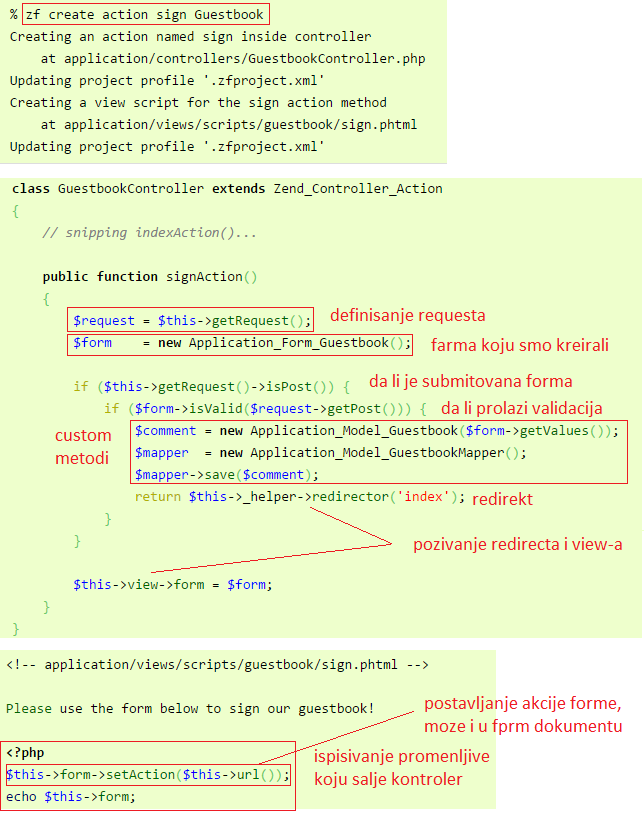 % zf create action sign Guestbook
Creating an action named sign inside controller
    at application/controllers/GuestbookController.php
Updating project profile '.zfproject.xml'
Creating a view script for the sign action method
    at application/views/scripts/guestbook/sign.phtml
Updating project profile '.zfproject.xml'
class GuestbookController extends Zend_Controller_Action
{
    // snipping indexAction()...
    public function signAction()
    {
        $request = $this->getRequest(); definisanje requesta
        $form    = new Application_Form_Guestbook(); farma koju smo kreirali
        if ($this->getRequest()->isPost()) { da li je submitovana forma
            if ($form->isValid($request->getPost())) { da li prolazi validacija
custom
metodi
                $comment = new Application_Model_Guestbook($form->getValues());
                $mapper  = new Application_Model_GuestbookMapper();
                $mapper->save($comment);
                return $this->_helper->redirector('index'); redirekt
            }
        }
pozivanje redirecta i view-a
        $this->view->form = $form;
    }
}
<!-- application/views/scripts/guestbook/sign.phtml -->
Please use the form below to sign our guestbook!
postavljanje akcije forme,
moze i u fprm dokumentu
<?php
$this->form->setAction($this->url());
echo $this->form;
ispisivanje promenljive
koju salje kontroler